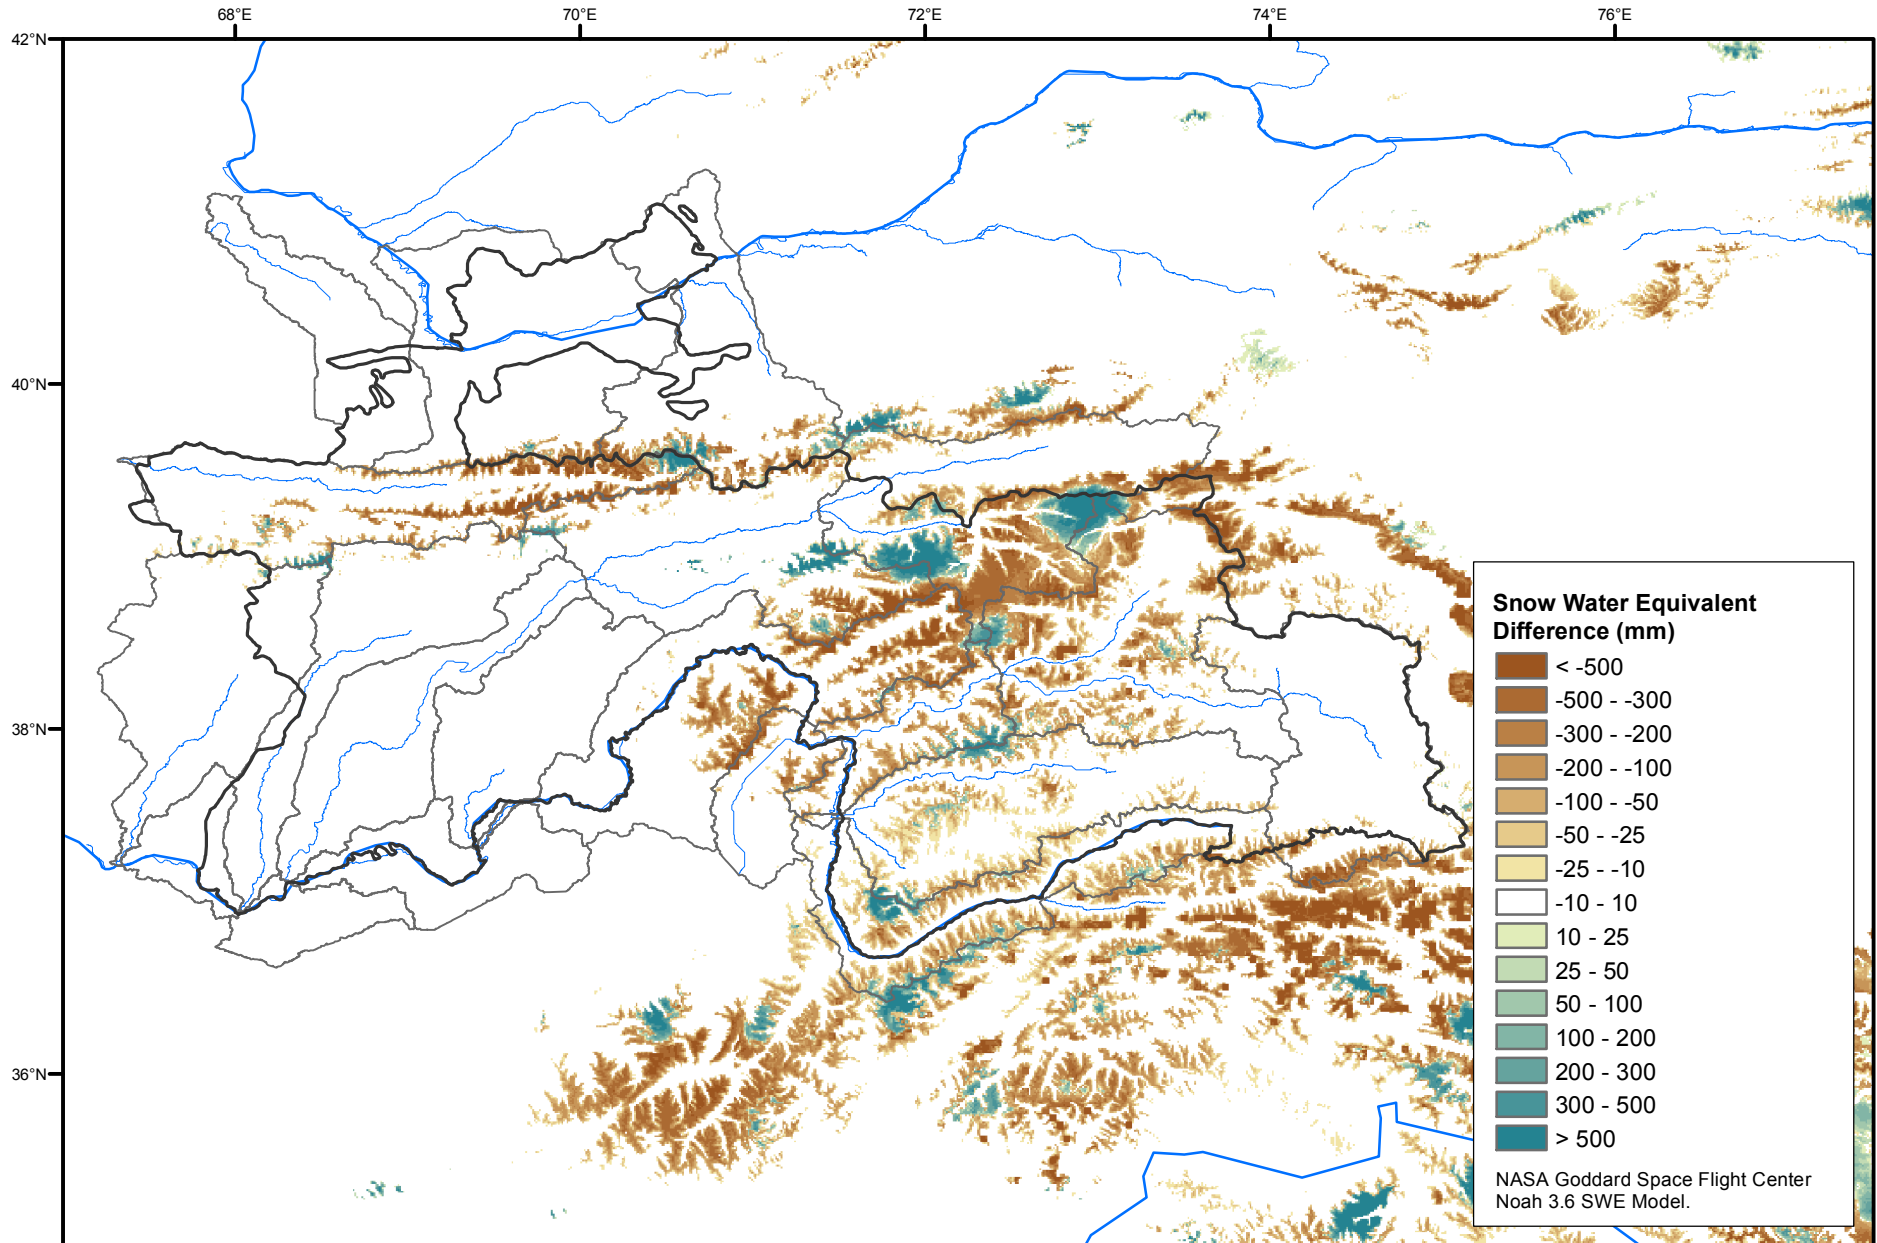 68°E
70°E
72°E
74°E
76°E
42°N
40°N
38°N
36°N
Snow Water Equivalent
Difference (mm)
< -500
-500 - -300
-300 - -200
-200 - -100
-100 - -50
-50 - -25
-25 - -10
-10 - 10
10 - 25
25 - 50
50 - 100
100 - 200
200 - 300
300 - 500
> 500
NASA Goddard Space Flight Center
Noah 3.6 SWE Model.